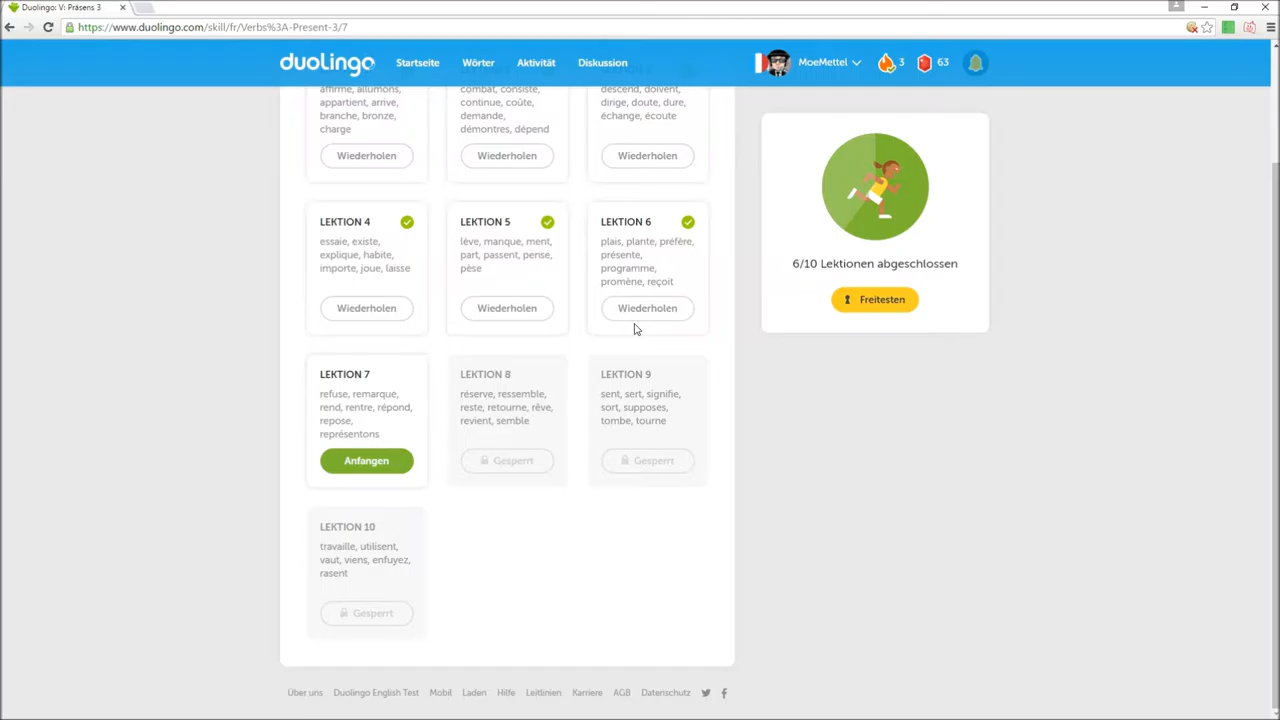 Duolingo: V: Präsens 3
https://www.duolingo.com/skill/fr/Verbs%3A-Present-3/7
duolingo Startseite Wörter Aktivität Diskussion MoeMettel 3 63
affirme, allumons,
appartient, arrive,
branche, bronze,
charge
Wiederholen
combat, consiste,
continue, coûte,
demande,
démontres, dépend
Wiederholen
descend, doivent,
dirige, doute, dure,
échange, écoute
Wiederholen
LEKTION 4
essaie, existe,
explique, habite,
importe, joue, laisse
Wiederholen
LEKTION 5
lève, manque, ment,
part, passent, pense,
pèse
Wiederholen
LEKTION 6
plais, plante, préfère,
présente,
programme,
promène, reçoit
Wiederholen
LEKTION 7
refuse, remarque,
rend, rentre, répond,
repose,
représentons
Anfangen
LEKTION 8
réserve, ressemble,
reste, retourne, rêve,
revient, semble
Gesperrt
LEKTION 9
sent, sert, signifie,
sort, supposes,
tombe, tourne
Gesperrt
LEKTION 10
travaille, utilisent,
vaut, viens, enfuyez,
rasent
Gesperrt
6/10 Lektionen abgeschlossen
Freitesten
Über uns Duolingo English Test Mobil Laden Hilfe Leitlinien Karriere AGB Datenschutz